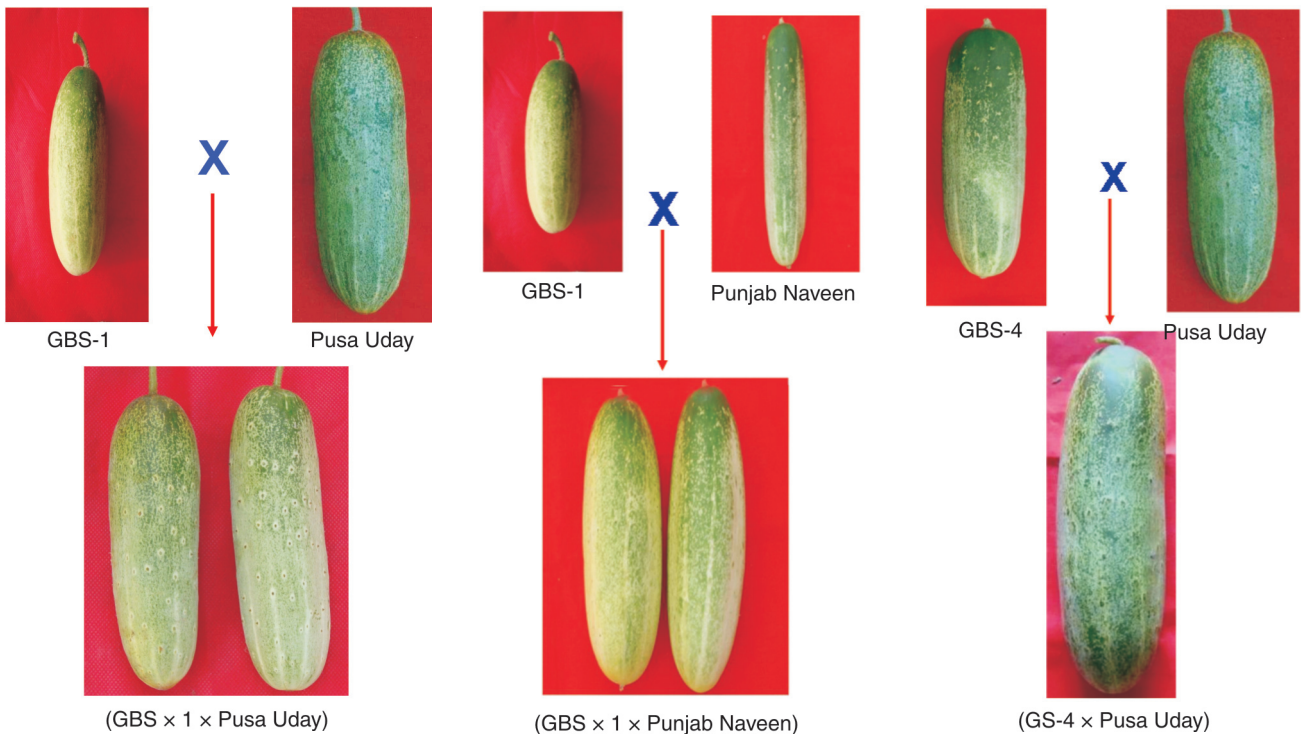 X
GBS-1
Pusa Uday
(GBS × 1 × Pusa Uday)
X
GBS-1
Punjab Naveen
(GBS × 1 × Punjab Naveen)
X
GBS-4
Pusa Uday
(GS-4 × Pusa Uday)